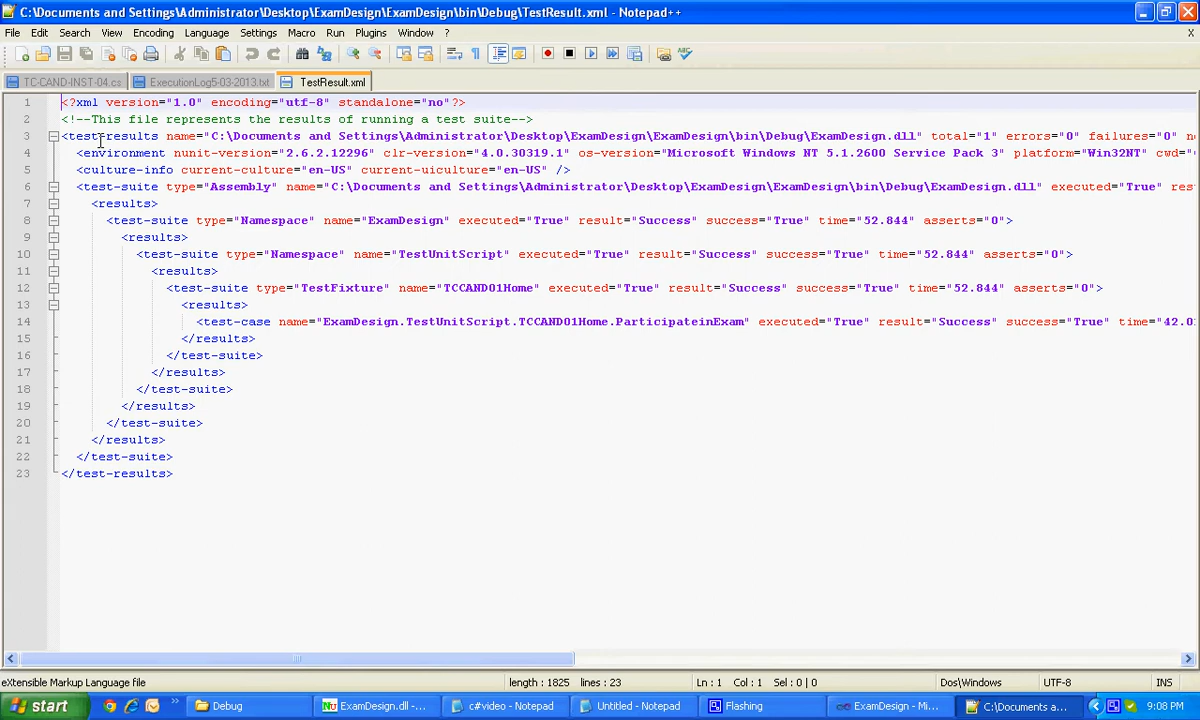 C:\Documents and Settings\Administrator\Desktop\ExamDesign\ExamDesign\bin\Debug\TestResult.xml - Notepad++
File Edit Search View Encoding Language Settings Macro Run Plugins Window ? X
TC-CAND-INST-04.cs ExecutionLog5-03-2013.txt TestResult.xml
1 <?xml version="1.0" encoding="utf-8" standalone="no"?>
2 <!--This file represents the results of running a test suite-->
3 <test-results name="C:\Documents and Settings\Administrator\Desktop\ExamDesign\ExamDesign\bin\Debug\ExamDesign.dll" total="1" errors="0" failures="0"
4 <environment nunit-version="2.6.2.12296" clr-version="4.0.30319.1" os-version="Microsoft Windows NT 5.1.2600 Service Pack 3" platform="Win32NT" cwd="
5 <culture-info current-culture="en-US" current-uiculture="en-US" />
6 <test-suite type="Assembly" name="C:\Documents and Settings\Administrator\Desktop\ExamDesign\ExamDesign\bin\Debug\ExamDesign.dll" executed="True" res
7 <results>
8 <test-suite type="Namespace" name="ExamDesign" executed="True" result="Success" success="True" time="52.844" asserts="0">
9 <results>
10 <test-suite type="Namespace" name="TestUnitScript" executed="True" result="Success" success="True" time="52.844" asserts="0">
11 <results>
12 <test-suite type="TestFixture" name="TCCAND01Home" executed="True" result="Success" success="True" time="52.844" asserts="0">
13 <results>
14 <test-case name="ExamDesign.TestUnitScript.TCCAND01Home.ParticipateinExam" executed="True" result="Success" success="True" time="42.0
15 </results>
16 </test-suite>
17 </results>
18 </test-suite>
19 </results>
20 </test-suite>
21 </results>
22 </test-suite>
23 </test-results>
eXtensible Markup Language file length : 1825 lines : 23 Ln : 1 Col : 1 Sel : 0 | 0 Dos\Windows UTF-8 INS
start Debug ExamDesign.dll -... c#video - Notepad Untitled - Notepad Flashing ExamDesign - Mi... C:\Documents a... 9:08 PM